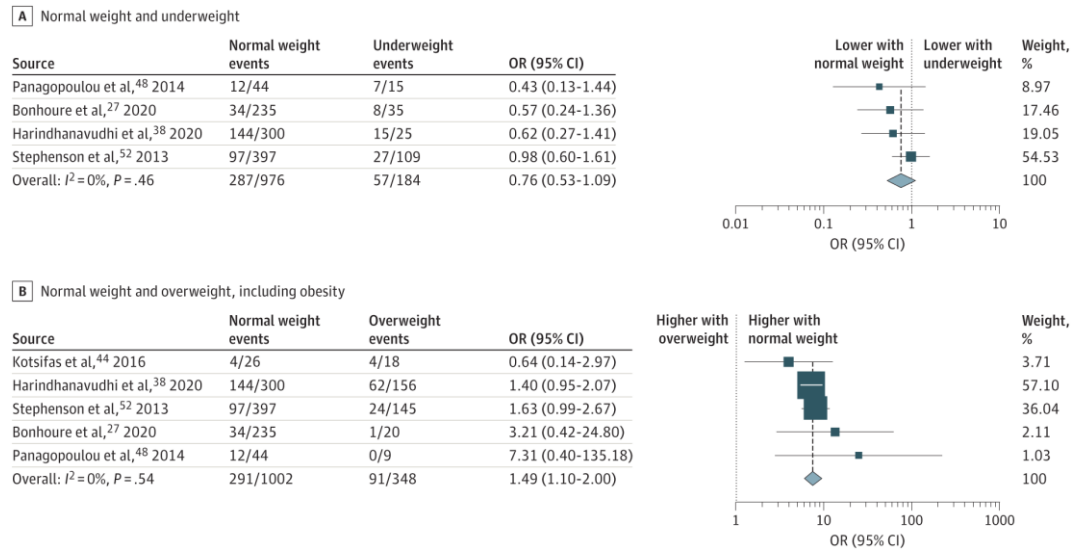 A Normal weight and underweight
Source Normal weight events Underweight events OR (95% CI) Lower with normal weight Lower with underweight Weight, %
Panagopoulou et al,48 2014 12/44 7/15 0.43 (0.13-1.44) 8.97
Bonhoure et al,27 2020 34/235 8/35 0.57 (0.24-1.36) 17.46
Harindhanavudhi et al,38 2020 144/300 15/25 0.62 (0.27-1.41) 19.05
Stephenson et al,52 2013 97/397 27/109 0.98 (0.60-1.61) 54.53
Overall: I2 = 0%, P = .46 287/976 57/184 0.76 (0.53-1.09) 100
0.01 0.1 1 10
OR (95% CI)
B Normal weight and overweight, including obesity
Source Normal weight events Overweight events OR (95% CI) Higher with overweight Higher with normal weight Weight, %
Kotsifas et al,44 2016 4/26 4/18 0.64 (0.14-2.97) 3.71
Harindhanavudhi et al,38 2020 144/300 62/156 1.40 (0.95-2.07) 57.10
Stephenson et al,52 2013 97/397 24/145 1.63 (0.99-2.67) 36.04
Bonhoure et al,27 2020 34/235 1/20 3.21 (0.42-24.80) 2.11
Panagopoulou et al,48 2014 12/44 0/9 7.31 (0.40-135.18) 1.03
Overall: I2 = 0%, P = .54 291/1002 91/348 1.49 (1.10-2.00) 100
1 10 100 1000
OR (95% CI)